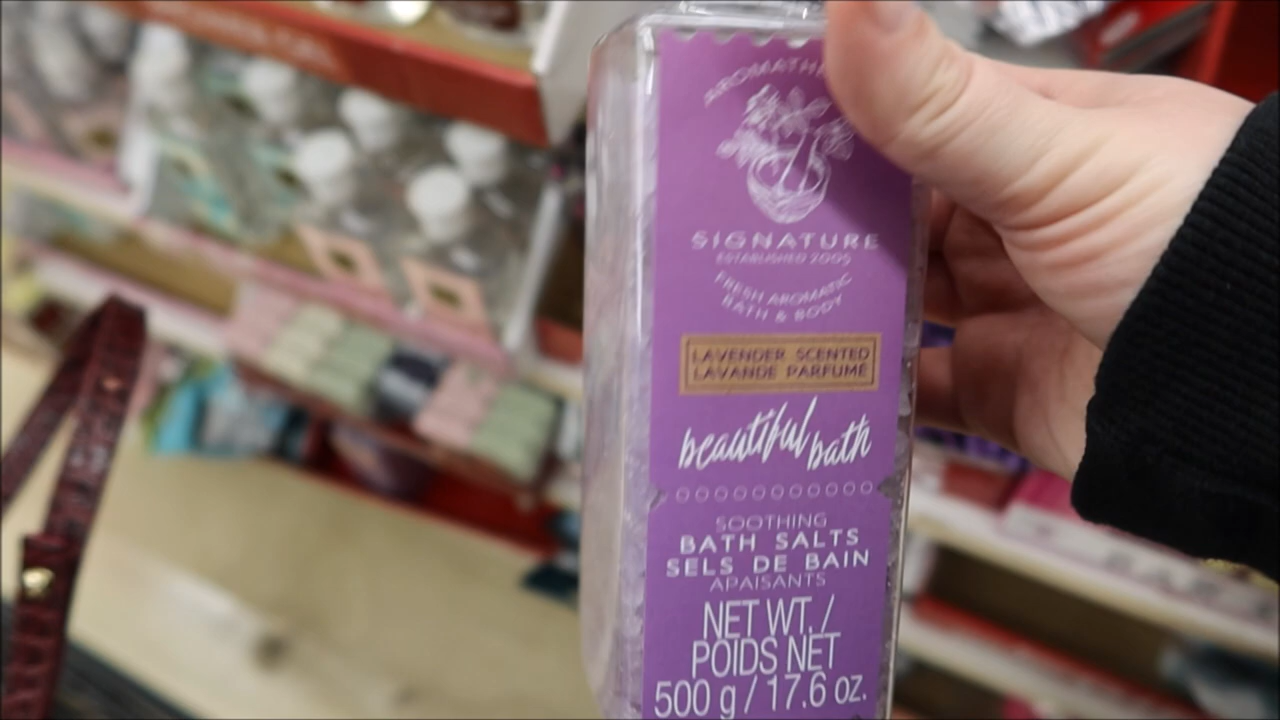 SIGNATURE
ESTABLISHED 2005
FRESH AROMATIC
BATH & BODY
LAVENDER SCENTED
LAVANDE PARFUMÉ
beautiful bath
SOOTHING
BATH SALTS
SELS DE BAIN
APAISANTS
NET WT. /
POIDS NET
500 g / 17.6 oz.